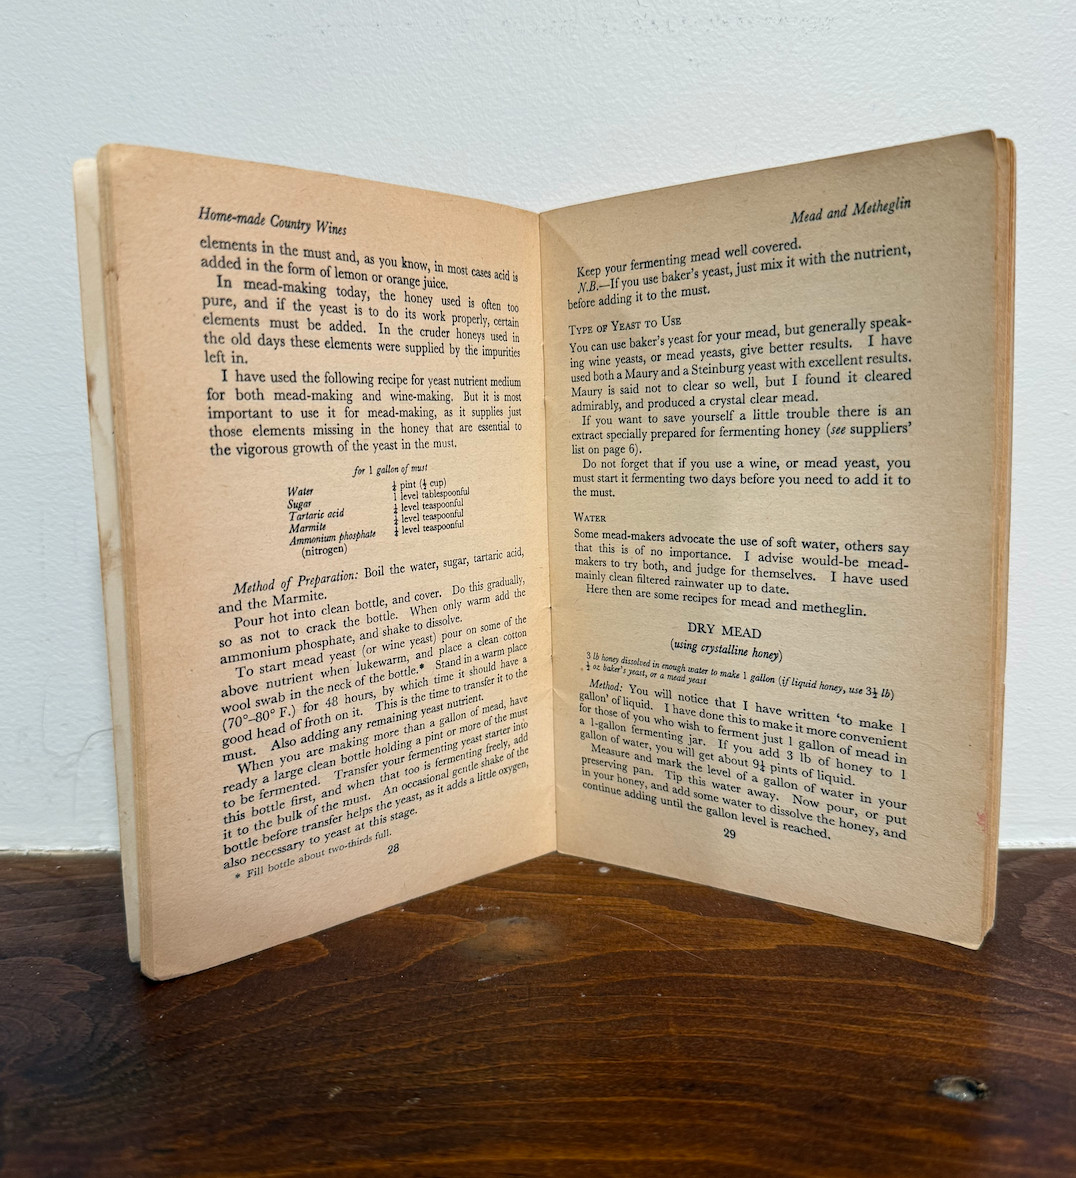 Home-made Country Wines
elements in the must and, as you know, in most cases acid is
added in the form of lemon or orange juice.
In mead-making today, the honey used is often too
pure, and if the yeast is to do its work properly, certain
elements must be added. In the cruder honeys used in
the old days these elements were supplied by the impurities
left in.
I have used the following recipe for yeast nutrient medium
for both mead-making and wine-making. But it is most
important to use it for mead-making, as it supplies just
those elements missing in the honey that are essential to
the vigorous growth of the yeast in the must.
for 1 gallon of must
Water pint ( cup)
Sugar 1 level tablespoonful
Tartaric acid level teaspoonful
Marmite level teaspoonful
Ammonium phosphate level teaspoonful
(nitrogen)
Method of Preparation: Boil the water, sugar, tartaric acid,
and the Marmite.
Pour hot into clean bottle, and cover. Do this gradually,
so as not to crack the bottle. When only warm add the
ammonium phosphate, and shake to dissolve.
To start mead yeast (or wine yeast) pour on some of the
above nutrient when lukewarm, and place a clean cotton
wool swab in the neck of the bottle.* Stand in a warm place
(70°–80° F.) for 48 hours, by which time it should have a
good head of froth on it. This is the time to transfer it to the
must. Also adding any remaining yeast nutrient.
When you are making more than a gallon of mead, have
ready a large clean bottle holding a pint or more of the must
to be fermented. Transfer your fermenting yeast starter into
this bottle first, and when that too is fermenting freely, add
it to the bulk of the must. An occasional gentle shake of the
bottle before transfer helps the yeast, as it adds a little oxygen,
also necessary to yeast at this stage.
* Fill bottle about two-thirds full.
28
Mead and Metheglin
Keep your fermenting mead well covered.
N.B.—If you use baker's yeast, just mix it with the nutrient,
before adding it to the must.
Type of Yeast to Use
You can use baker's yeast for your mead, but generally speak-
ing wine yeasts, or mead yeasts, give better results. I have
used both a Maury and a Steinburg yeast with excellent results.
Maury is said not to clear so well, but I found it cleared
admirably, and produced a crystal clear mead.
If you want to save yourself a little trouble there is an
extract specially prepared for fermenting honey (see suppliers'
list on page 6).
Do not forget that if you use a wine, or mead yeast, you
must start it fermenting two days before you need to add it to
the must.
Water
Some mead-makers advocate the use of soft water, others say
that this is of no importance. I advise would-be mead-
makers to try both, and judge for themselves. I have used
mainly clean filtered rainwater up to date.
Here then are some recipes for mead and metheglin.
DRY MEAD
(using crystalline honey)
3 lb honey dissolved in enough water to make 1 gallon (if liquid honey, use 3½ lb)
oz baker's yeast, or a mead yeast
Method: You will notice that I have written 'to make 1
gallon' of liquid. I have done this to make it more convenient
for those of you who wish to ferment just 1 gallon of mead in
a 1-gallon fermenting jar. If you add 3 lb of honey to 1
gallon of water, you will get about 9 pints of liquid.
Measure and mark the level of a gallon of water in your
preserving pan. Tip this water away. Now pour, or put
in your honey, and add some water to dissolve the honey, and
continue adding until the gallon level is reached.
29